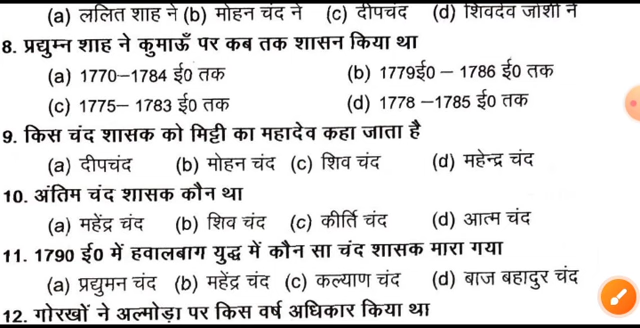 (a) ललित शाह ने (b) मोहन चंद ने (c) दीपचंद (d) शिवदेव जोशी ने
8. प्रद्युम्न शाह ने कुमाऊँ पर कब तक शासन किया था
(a) 1770–1784 ई0 तक (b) 1779ई0 – 1786 ई0 तक
(c) 1775– 1783 ई0 तक (d) 1778 –1785 ई0 तक
9. किस चंद शासक को मिट्टी का महादेव कहा जाता है
(a) दीपचंद (b) मोहन चंद (c) शिव चंद (d) महेन्द्र चंद
10. अंतिम चंद शासक कौन था
(a) महेंद्र चंद (b) शिव चंद (c) कीर्ति चंद (d) आत्म चंद
11. 1790 ई0 में हवालबाग युद्ध में कौन सा चंद शासक मारा गया
(a) प्रद्युमन चंद (b) महेंद्र चंद (c) कल्याण चंद (d) बाज बहादुर चंद
12. गोरखों ने अल्मोड़ा पर किस वर्ष अधिकार किया था